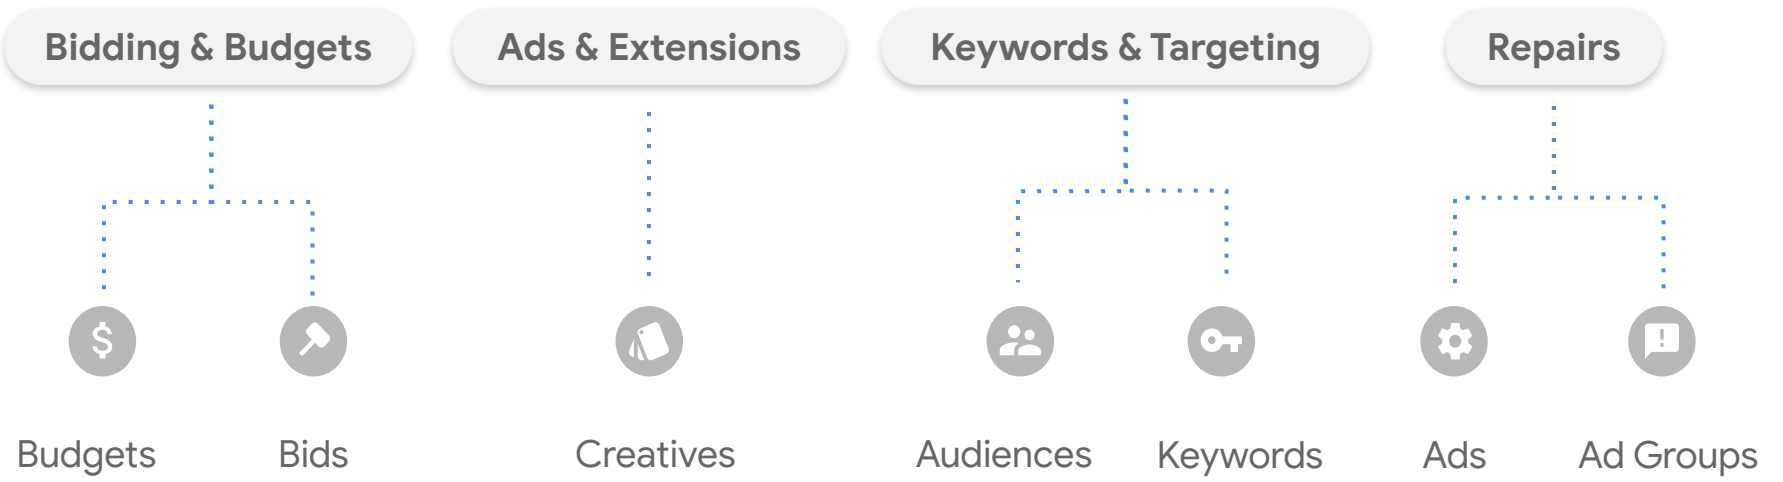 Bidding & Budgets
Ads & Extensions
Keywords & Targeting
Repairs
Budgets
Bids
Creatives
Audiences
Keywords
Ads
Ad Groups